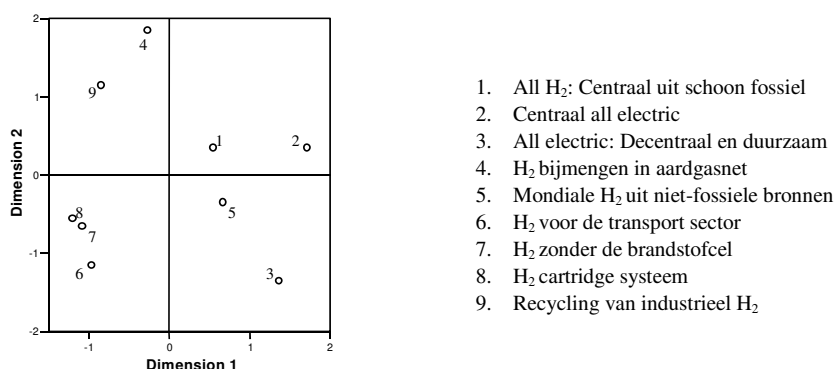 2
4
9
1
1
2
Dimension 2
0
8
5
7
-1
6
3
-2
-1
0
1
2
Dimension 1
1. All H₂: Centraal uit schoon fossiel
2. Centraal all electric
3. All electric: Decentraal en duurzaam
4. H₂ bijmengen in aardgasnet
5. Mondiale H₂ uit niet-fossiele bronnen
6. H₂ voor de transport sector
7. H₂ zonder de brandstofcel
8. H₂ cartridge systeem
9. Recycling van industrieel H₂